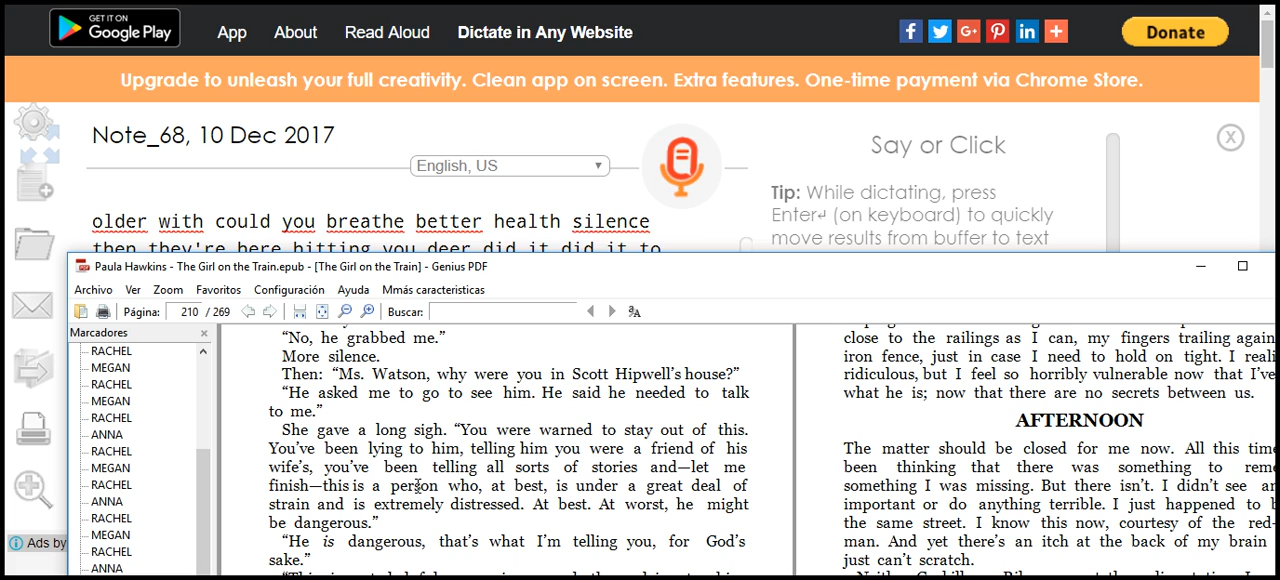 GET IT ON
Google Play
App
About
Read Aloud
Dictate in Any Website
Donate
Upgrade to unleash your full creativity. Clean app on screen. Extra features. One-time payment via Chrome Store.
Note_68, 10 Dec 2017
English, US
Say or Click
Tip: While dictating, press
Enter↵ (on keyboard) to quickly
move results from buffer to text
older with could you breathe better health silence
then they're here hitting you deer did it did it to
Ads by
Paula Hawkins - The Girl on the Train.epub - [The Girl on the Train] - Genius PDF
Archivo Ver Zoom Favoritos Configuración Ayuda Mmás caracteristicas
Página: 210 / 269 Buscar:
Marcadores
RACHEL
MEGAN
RACHEL
MEGAN
RACHEL
ANNA
RACHEL
MEGAN
RACHEL
ANNA
RACHEL
MEGAN
RACHEL
ANNA
“No, he grabbed me.”
More silence.
Then: “Ms. Watson, why were you in Scott Hipwell’s house?”
“He asked me to go to see him. He said he needed to talk
to me.”
She gave a long sigh. “You were warned to stay out of this.
You’ve been lying to him, telling him you were a friend of his
wife’s, you’ve been telling all sorts of stories and—let me
finish—this is a person who, at best, is under a great deal of
strain and is extremely distressed. At best. At worst, he might
be dangerous.”
“He is dangerous, that’s what I’m telling you, for God’s
sake.”
close to the railings as I can, my fingers trailing again
iron fence, just in case I need to hold on tight. I reali
ridiculous, but I feel so horribly vulnerable now that I’ve
what he is; now that there are no secrets between us.
AFTERNOON
The matter should be closed for me now. All this time
been thinking that there was something to reme
something I was missing. But there isn’t. I didn’t see an
important or do anything terrible. I just happened to b
the same street. I know this now, courtesy of the red-
man. And yet there’s an itch at the back of my brain
just can’t scratch.